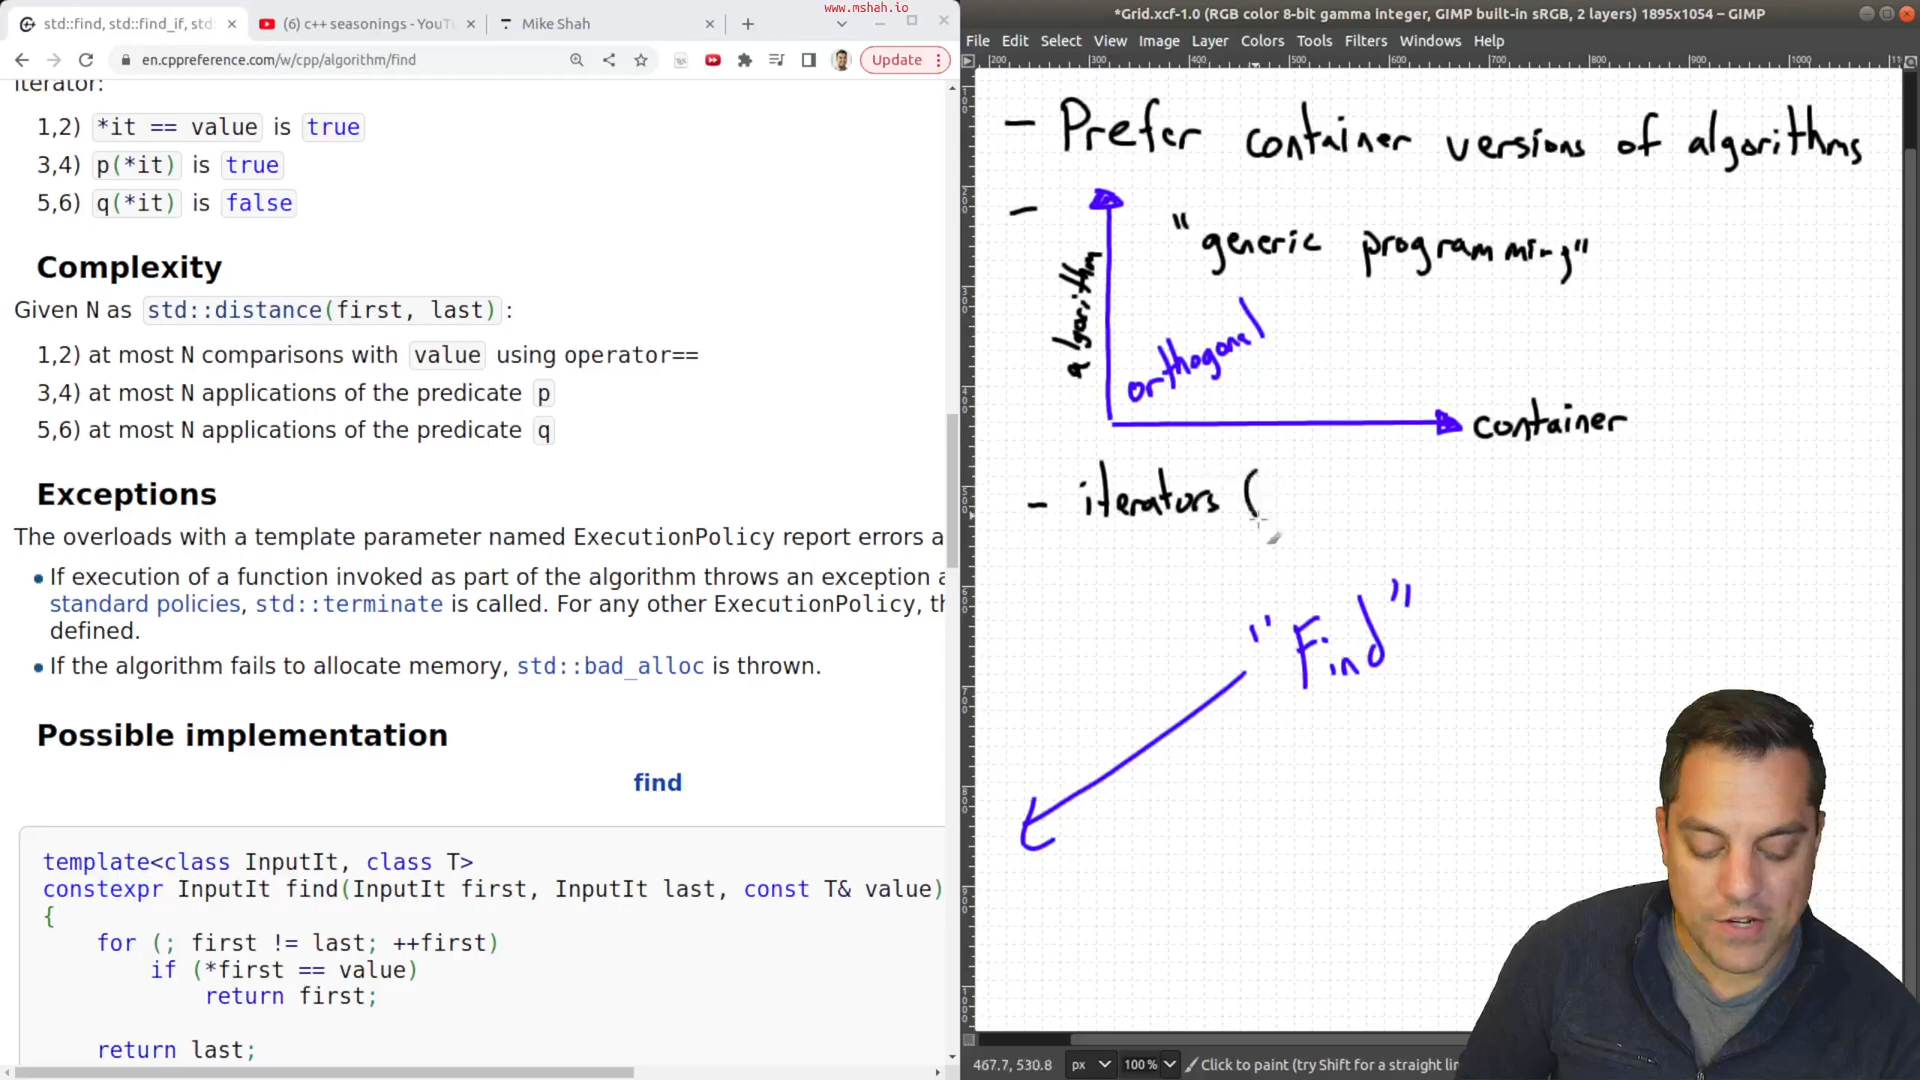 www.mshah.io
std::find, std::find_if, std:
(6) c++ seasonings - YouTu
Mike Shah
en.cppreference.com/w/cpp/algorithm/find
Update
iterator:
1,2) *it == value is true
3,4) p(*it) is true
5,6) q(*it) is false
Complexity
Given N as std::distance(first, last) :
1,2) at most N comparisons with value using operator==
3,4) at most N applications of the predicate p
5,6) at most N applications of the predicate q
Exceptions
The overloads with a template parameter named ExecutionPolicy report errors a
If execution of a function invoked as part of the algorithm throws an exception a
standard policies, std::terminate is called. For any other ExecutionPolicy, th
defined.
If the algorithm fails to allocate memory, std::bad_alloc is thrown.
Possible implementation
find
template<class InputIt, class T>
constexpr InputIt find(InputIt first, InputIt last, const T& value)
{
for (; first != last; ++first)
if (*first == value)
return first;
return last;
*Grid.xcf-1.0 (RGB color 8-bit gamma integer, GIMP built-in sRGB, 2 layers) 1895x1054 – GIMP
File Edit Select View Image Layer Colors Tools Filters Windows Help
200 300 400 500 600 700 800 900 1000
- Prefer container versions of algorithms
- "generic programming"
algorithm
orthogonal
container
- iterators (
"Find"
467.7, 530.8 px 100% Click to paint (try Shift for a straight lin